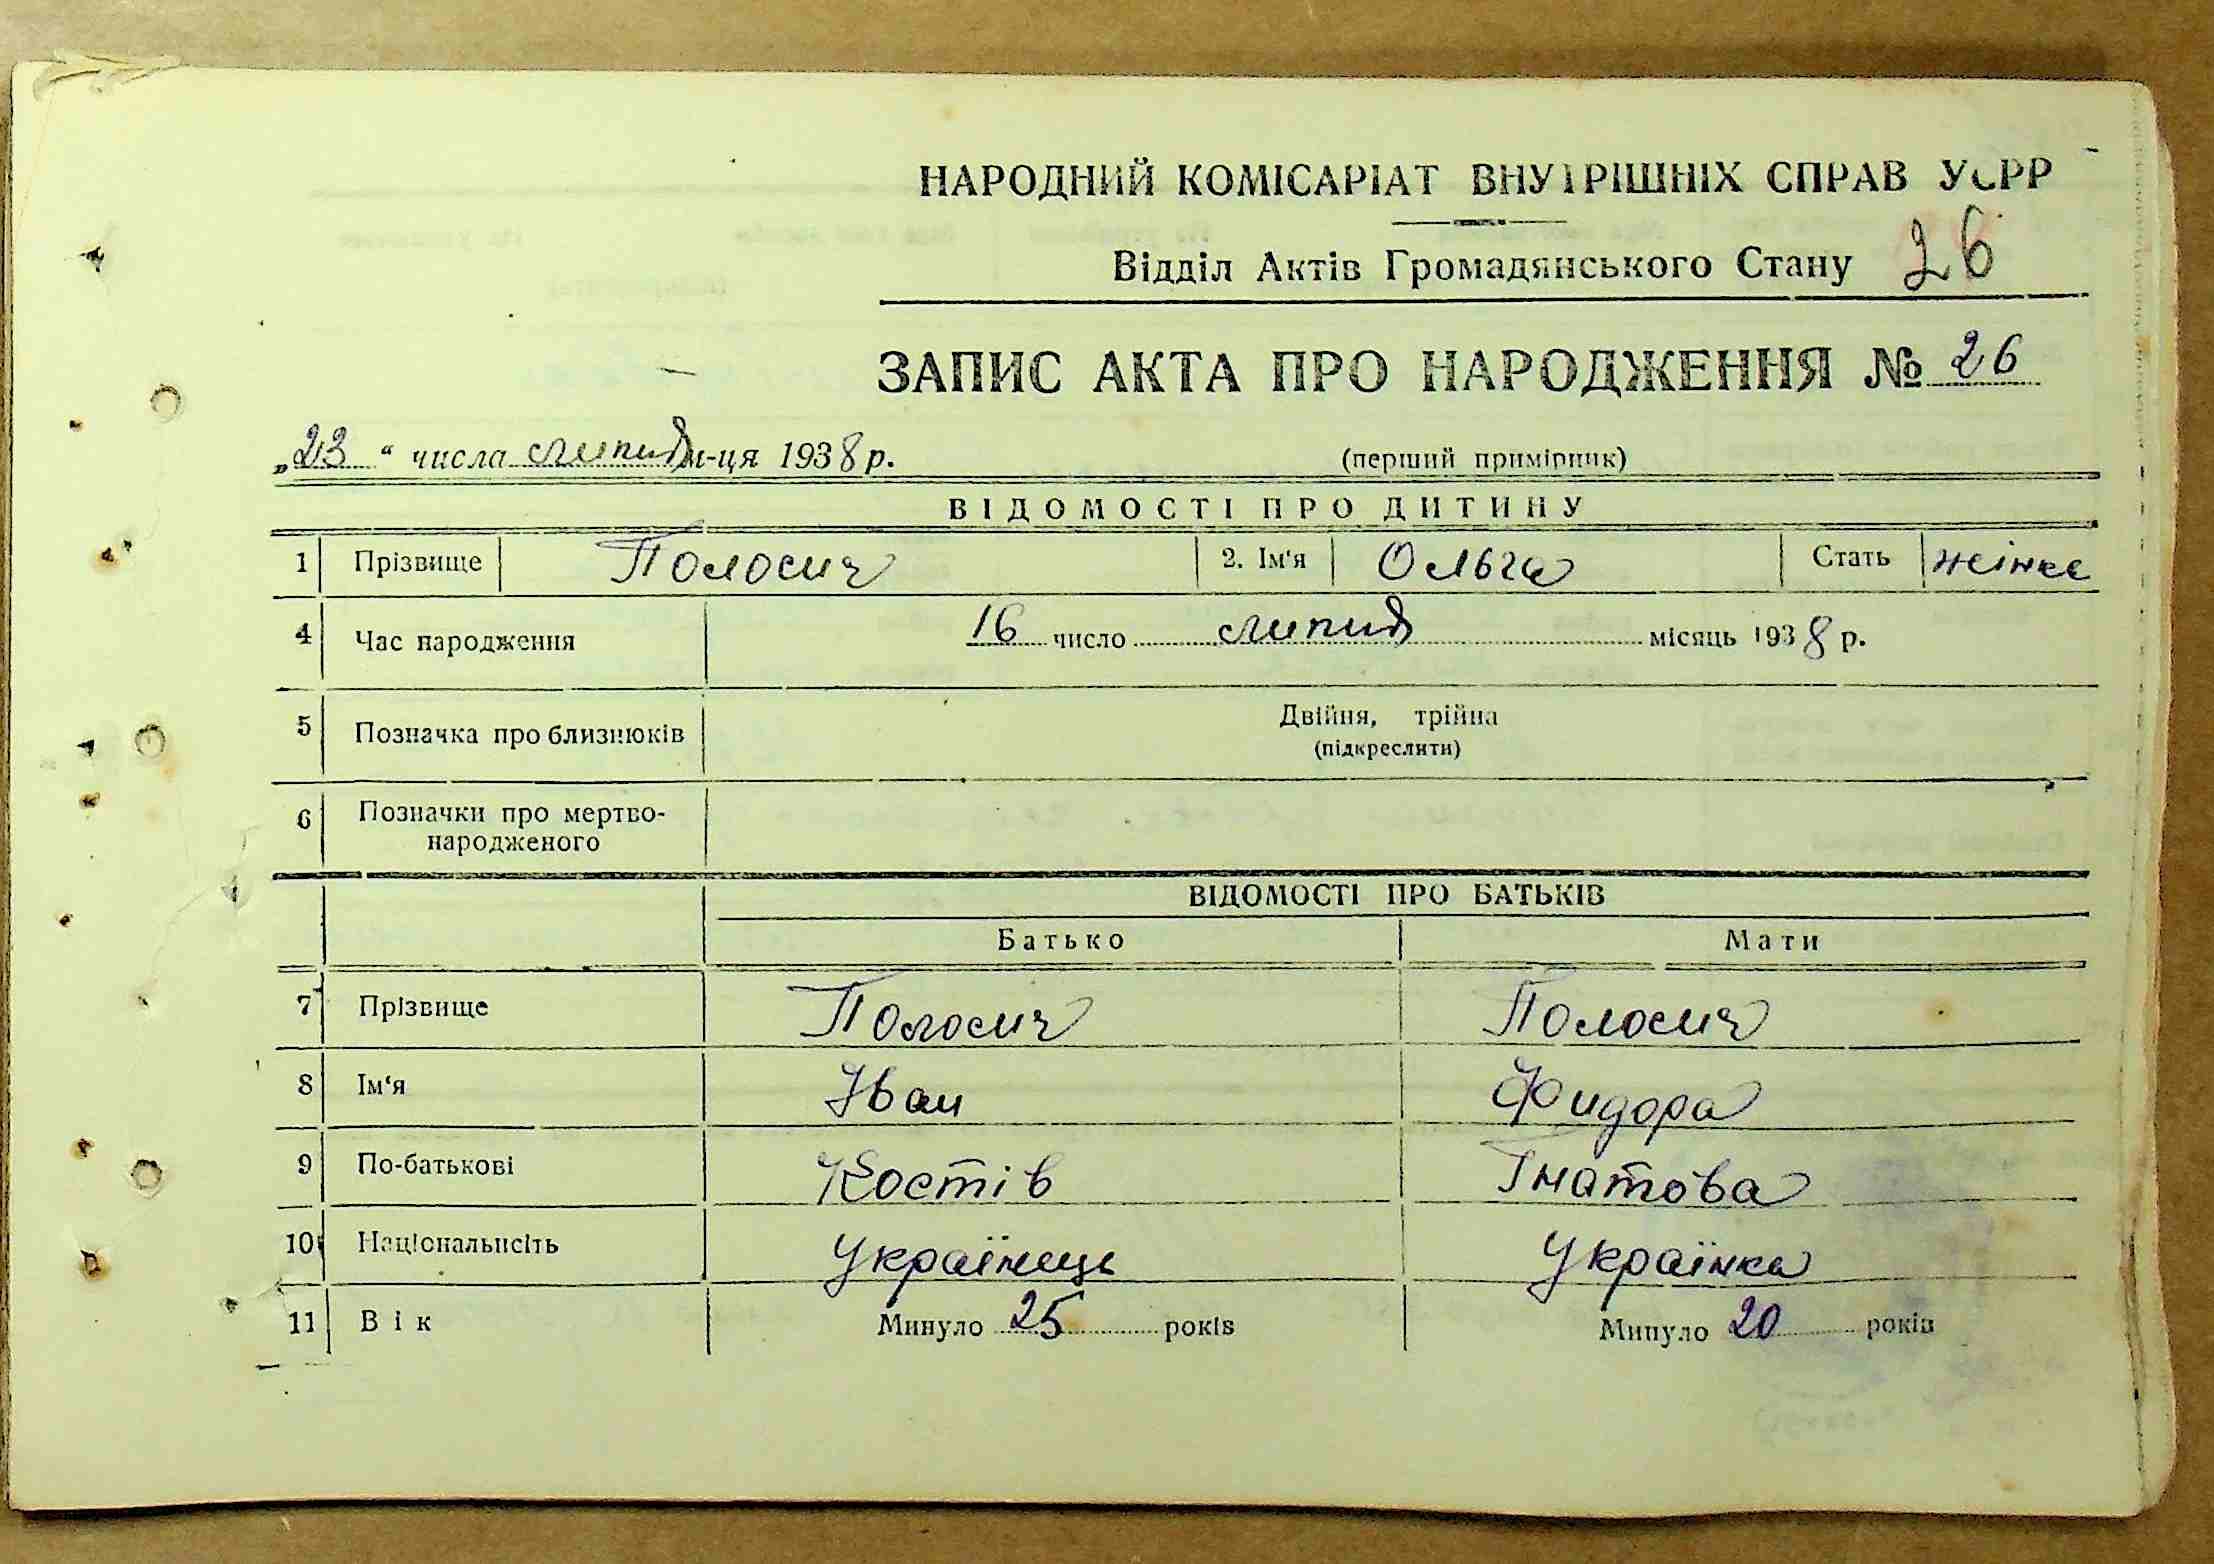 НАРОДНИЙ КОМІСАРІАТ ВНУТРІШНІХ СПРАВ УСРР
Відділ Актів Громадянського Стану 26
ЗАПИС АКТА ПРО НАРОДЖЕННЯ № 26
„23“ числа липня м-ця 1938 р. (перший примірник)
ВІДОМОСТІ ПРО ДИТИНУ
1 Прізвище Полосич 2. Ім'я Ольга Стать жіноче
4 Час народження 16 число липня місяць 1938 р.
5 Позначка про близнюків Двійня, трійна
(підкреслити)
6 Позначки про мертво-
народженого
ВІДОМОСТІ ПРО БАТЬКІВ
Батько Мати
7 Прізвище Полосич Полосич
8 Ім'я Іван Фидора
9 По-батькові Костів Гнатова
10 Національність Українець Українка
11 Вік Минуло 25 років Минуло 20 років